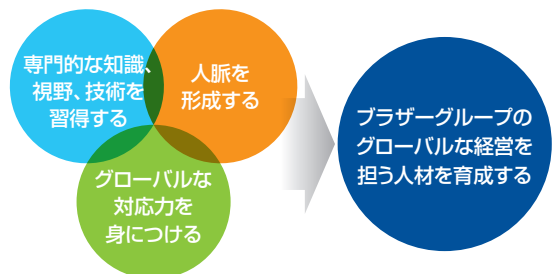 専門的な知識、
視野、技術を
習得する
人脈を
形成する
グローバルな
対応力を
身につける
ブラザーグループの
グローバルな経営を
担う人材を育成する